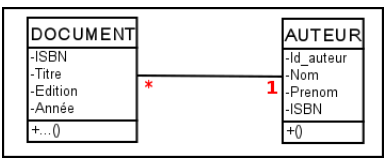 DOCUMENT
-ISBN
-Titre
-Edition
-Année
+...()
*
1
AUTEUR
-Id_auteur
-Nom
-Prenom
-ISBN
+()